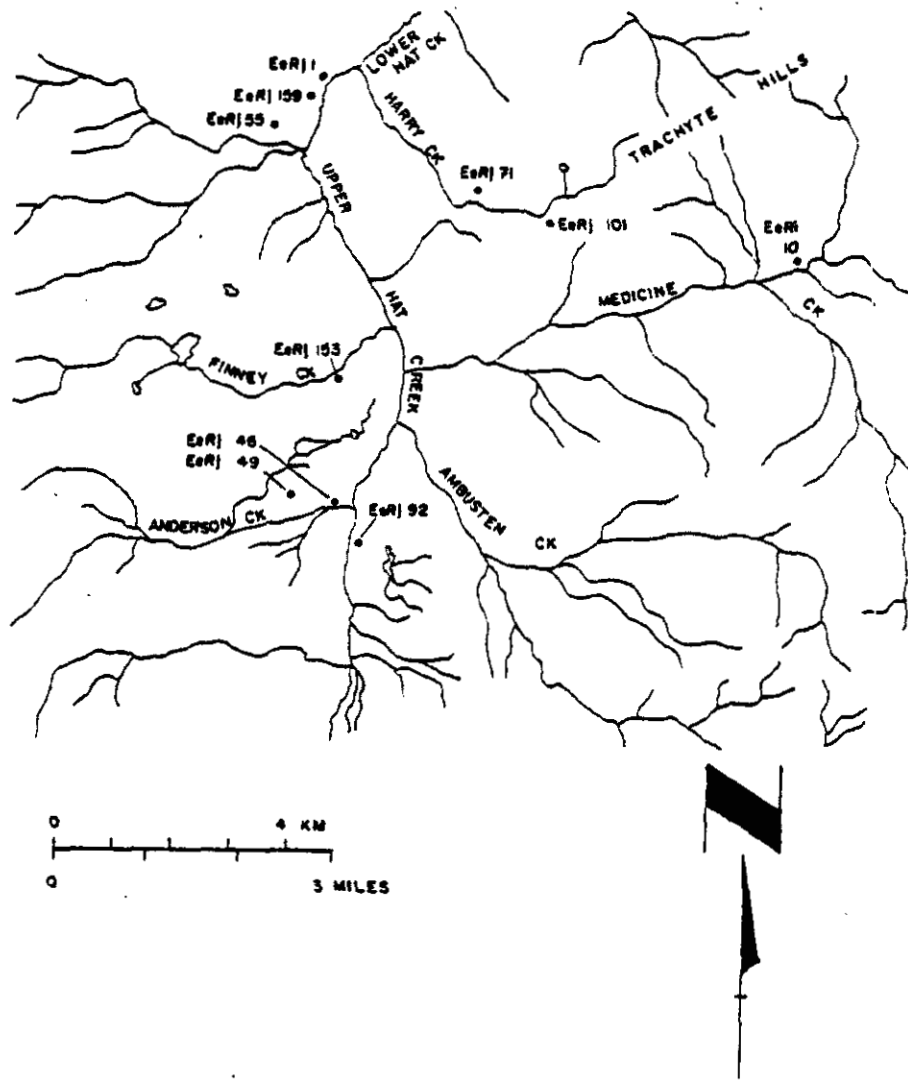 LOWER
HAT CK
EeRj 1
EeRj 159
EeRj 55
HARRY CK
TRACHYTE HILLS
EeRj 71
EeRj 101
EeRi
10
UPPER HAT CREEK
MEDICINE CK
FINNEY CK
EeRj 153
EeRj 46
EeRj 49
ANDERSON CK
EeRj 92
AMBUSTEN CK
0 4 KM
0 3 MILES
N